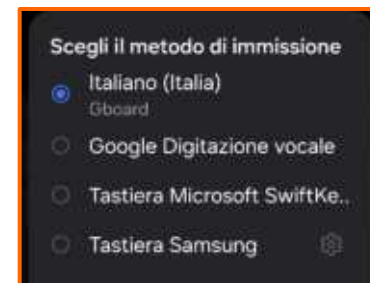 Scegli il metodo di immissione
Italiano (Italia)
Gboard
Google Digitazione vocale
Tastiera Microsoft SwiftKe..
Tastiera Samsung